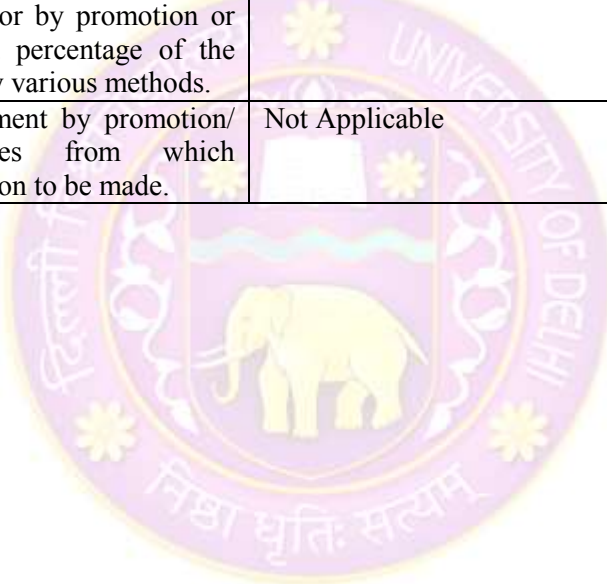 or by promotion or
percentage of the
various methods.
ment by promotion/ Not Applicable
es from which
on to be made.
UNIVERSITY OF DELHI
दिल्ली
निष्ठा धृतिः सत्यम्